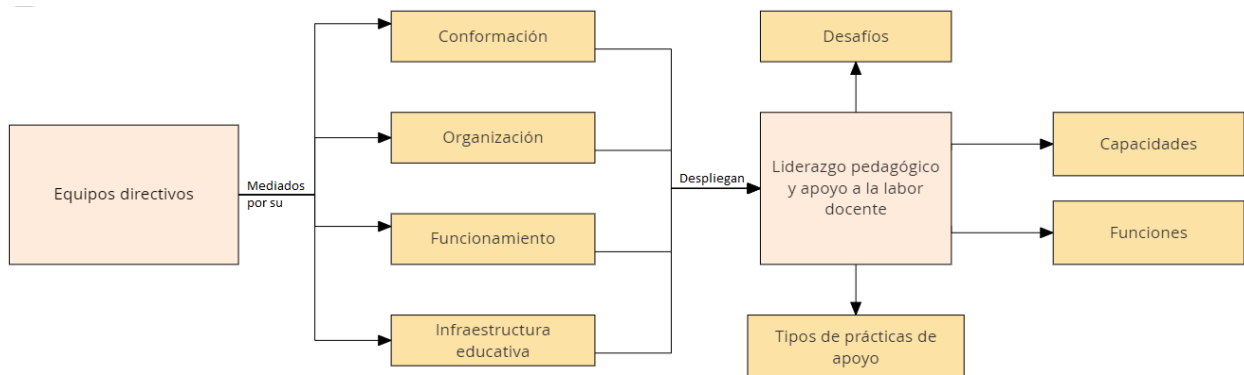 Equipos directivos
Mediados
por su
Conformación
Organización
Funcionamiento
Infraestructura
educativa
Despliegan
Desafíos
Liderazgo pedagógico
y apoyo a la labor
docente
Capacidades
Funciones
Tipos de prácticas de
apoyo